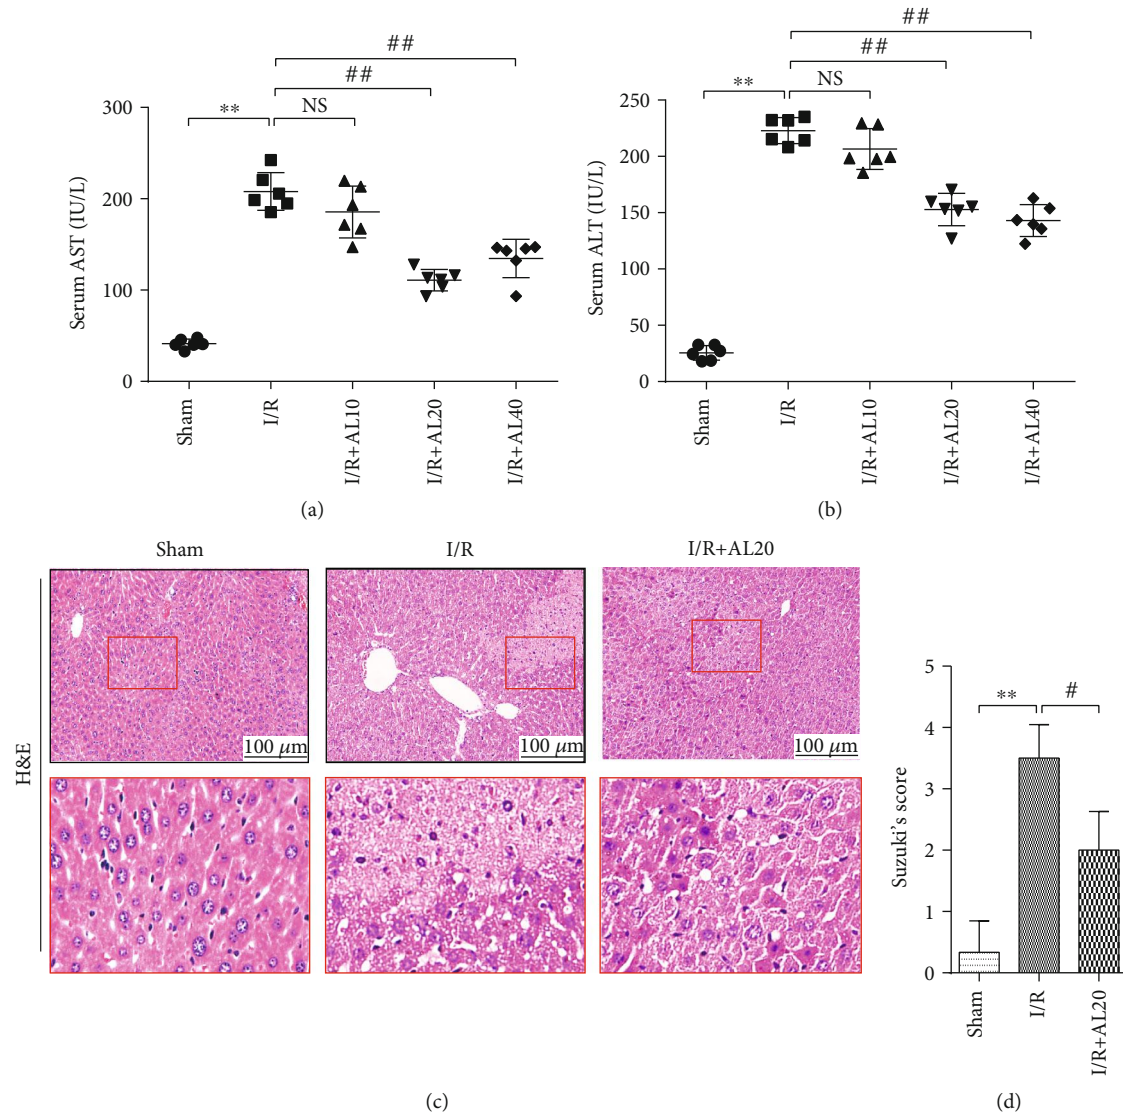 ##
##
NS
**
300
200
100
0
Serum AST (IU/L)
Sham
I/R
I/R+AL10
I/R+AL20
I/R+AL40
(a)
##
##
NS
**
250
200
150
100
50
0
Serum ALT (IU/L)
Sham
I/R
I/R+AL10
I/R+AL20
I/R+AL40
(b)
Sham
I/R
I/R+AL20
H&E
100 μm
100 μm
100 μm
(c)
5
4
3
2
1
0
Suzuki's score
**
#
Sham
I/R
I/R+AL20
(d)